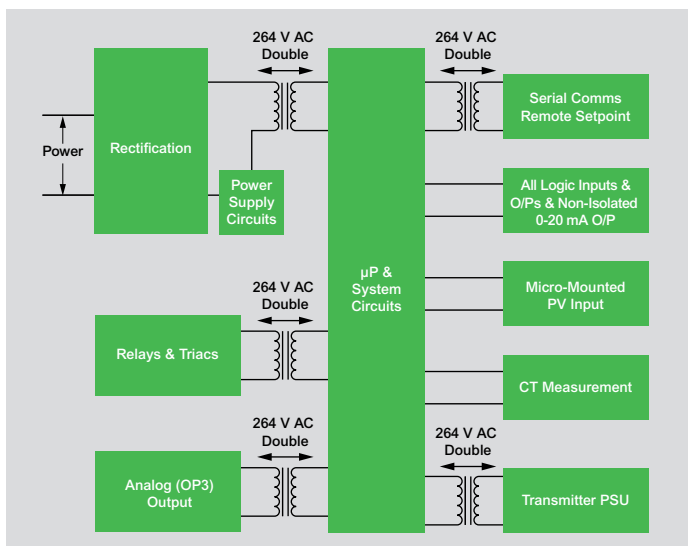 264 V AC
Double
264 V AC
Double
Serial Comms
Remote Setpoint
Power
Rectification
Power
Supply
Circuits
All Logic Inputs &
O/Ps & Non-Isolated
0-20 mA O/P
µP &
System
Circuits
Micro-Mounted
PV Input
264 V AC
Double
Relays & Triacs
CT Measurement
264 V AC
Double
264 V AC
Double
Analog (OP3)
Output
Transmitter PSU